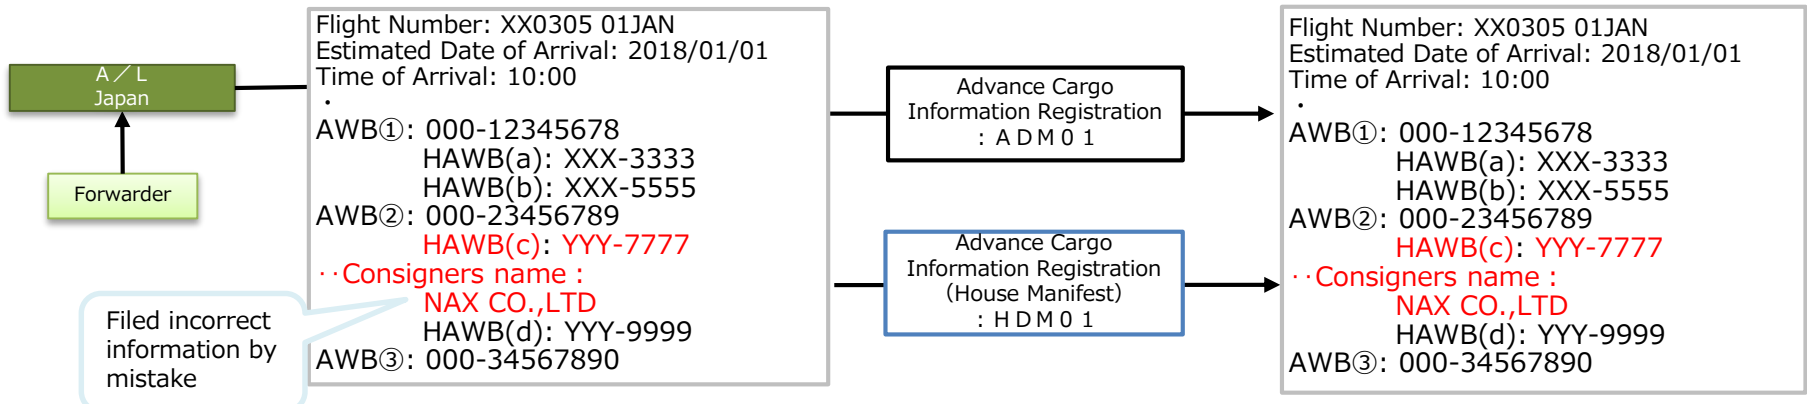 A／L
Japan
Forwarder
Flight Number: XX0305 01JAN
Estimated Date of Arrival: 2018/01/01
Time of Arrival: 10:00
・
AWB①: 000-12345678
HAWB(a): XXX-3333
HAWB(b): XXX-5555
AWB②: 000-23456789
HAWB(c): YYY-7777
‥Consigners name :
NAX CO.,LTD
HAWB(d): YYY-9999
AWB③: 000-34567890
Filed incorrect
information by
mistake
Advance Cargo
Information Registration
：ＡＤＭ０１
Advance Cargo
Information Registration
（House Manifest）
：ＨＤＭ０１
Flight Number: XX0305 01JAN
Estimated Date of Arrival: 2018/01/01
Time of Arrival: 10:00
・
AWB①: 000-12345678
HAWB(a): XXX-3333
HAWB(b): XXX-5555
AWB②: 000-23456789
HAWB(c): YYY-7777
‥Consigners name :
NAX CO.,LTD
HAWB(d): YYY-9999
AWB③: 000-34567890